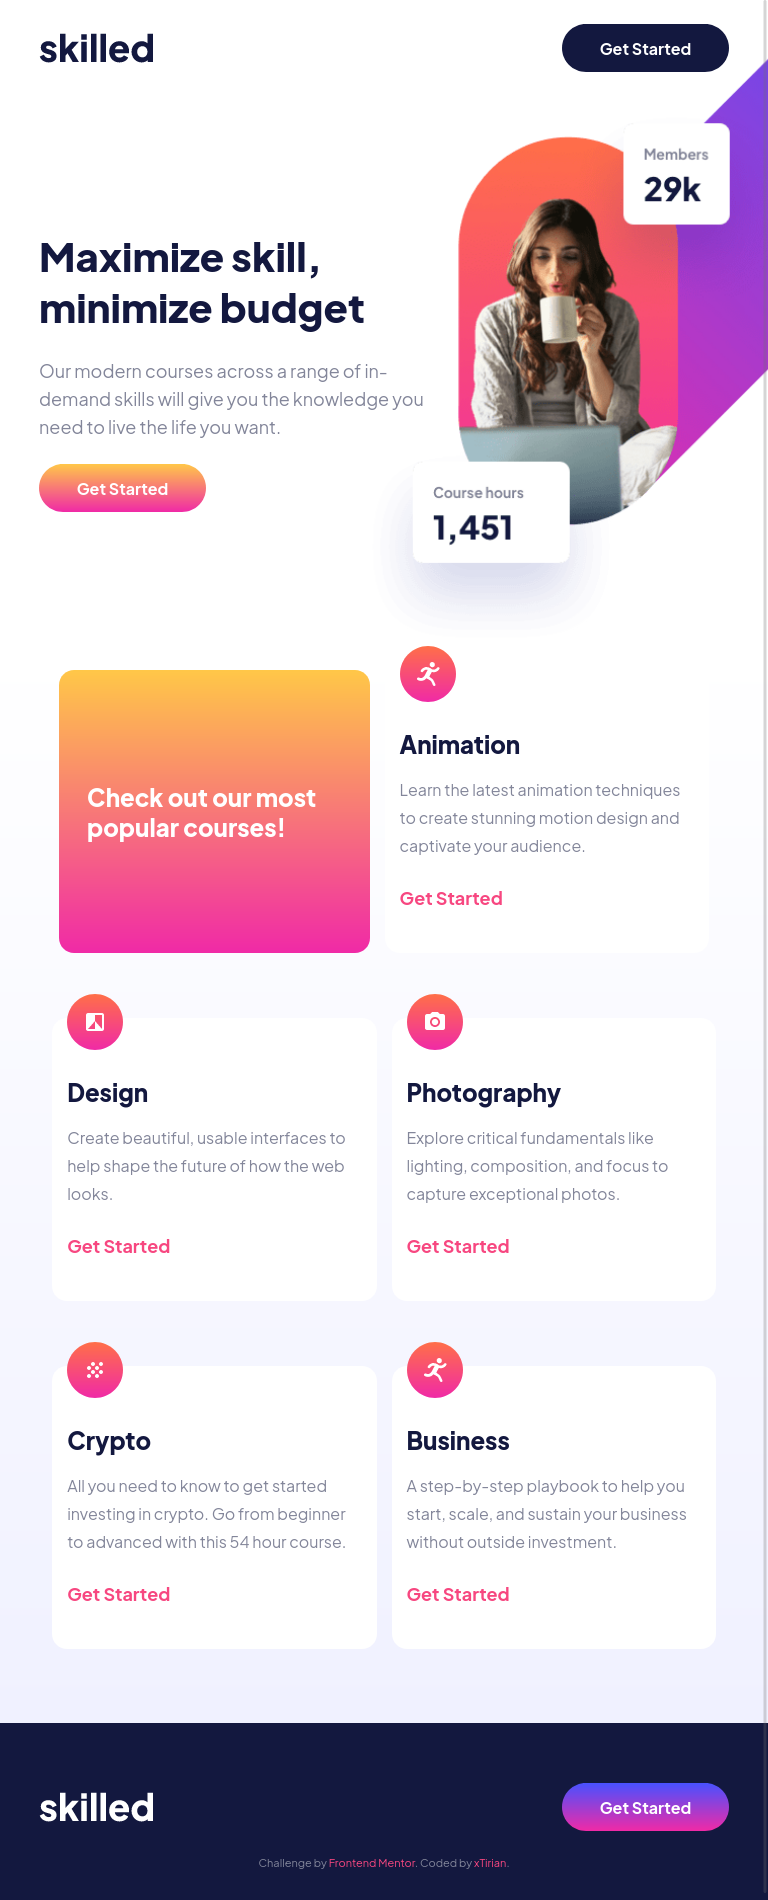 skilled
Get Started
Members
29k
Maximize skill,
minimize budget
Our modern courses across a range of in-
demand skills will give you the knowledge you
need to live the life you want.
Get Started
Course hours
1,451
Check out our most
popular courses!
Animation
Learn the latest animation techniques
to create stunning motion design and
captivate your audience.
Get Started
Design
Create beautiful, usable interfaces to
help shape the future of how the web
looks.
Get Started
Photography
Explore critical fundamentals like
lighting, composition, and focus to
capture exceptional photos.
Get Started
Crypto
All you need to know to get started
investing in crypto. Go from beginner
to advanced with this 54 hour course.
Get Started
Business
A step-by-step playbook to help you
start, scale, and sustain your business
without outside investment.
Get Started
skilled
Get Started
Challenge by Frontend Mentor. Coded by xTirian.